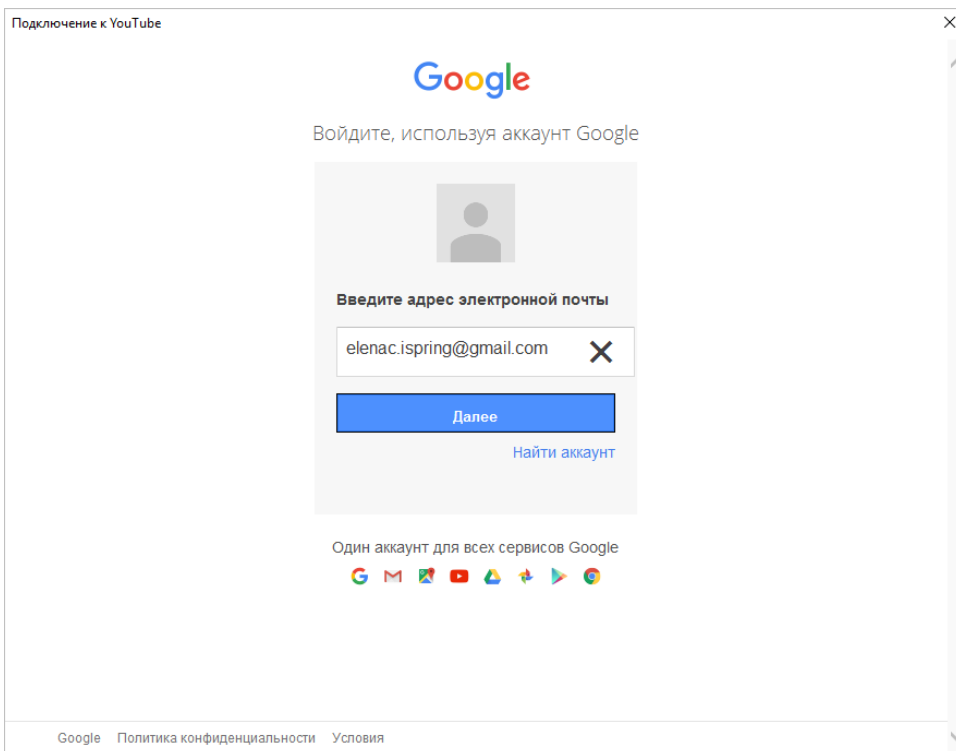 Подключение к YouTube
Google
Войдите, используя аккаунт Google
Введите адрес электронной почты
elenac.ispring@gmail.com
Далее
Найти аккаунт
Один аккаунт для всех сервисов Google
Google Политика конфиденциальности Условия